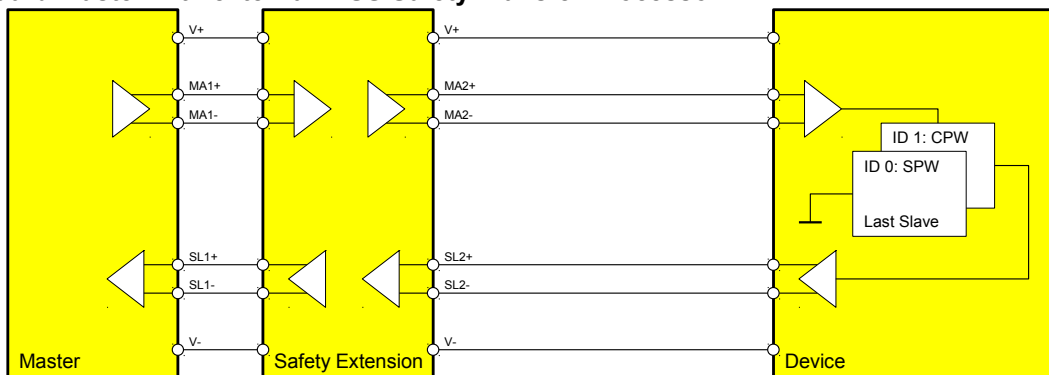 V+
V+
MA1+
MA2+
MA1-
MA2-
ID 1: CPW
ID 0: SPW
Last Slave
SL1+
SL2+
SL1-
SL2-
V-
V-
Master
Safety Extension
Device